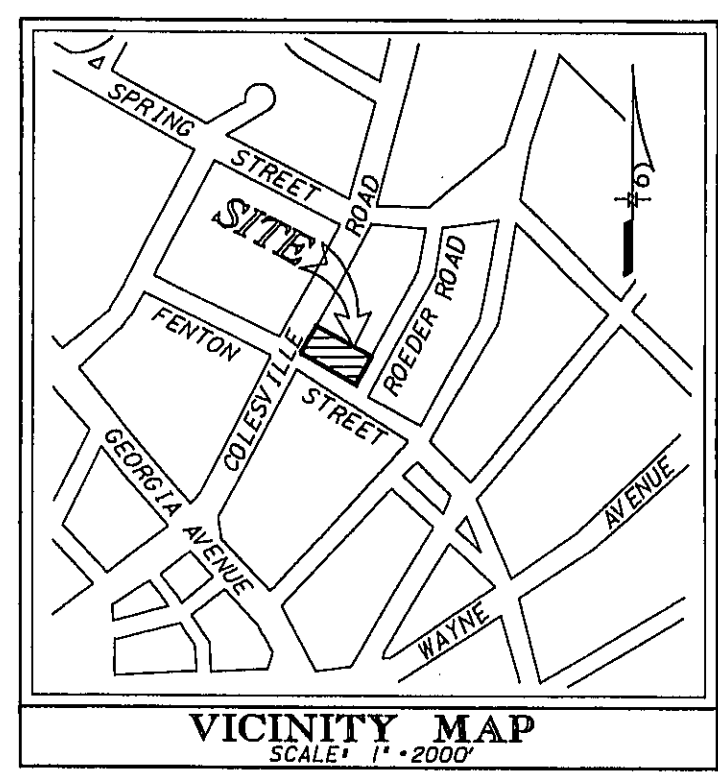 SPRING
STREET
ROAD
SITE
FENTON
COLESVILLE
ROEDER ROAD
STREET
GEORGIA
AVENUE
AVENUE
WAYNE
VICINITY MAP
SCALE: 1" = 2000'